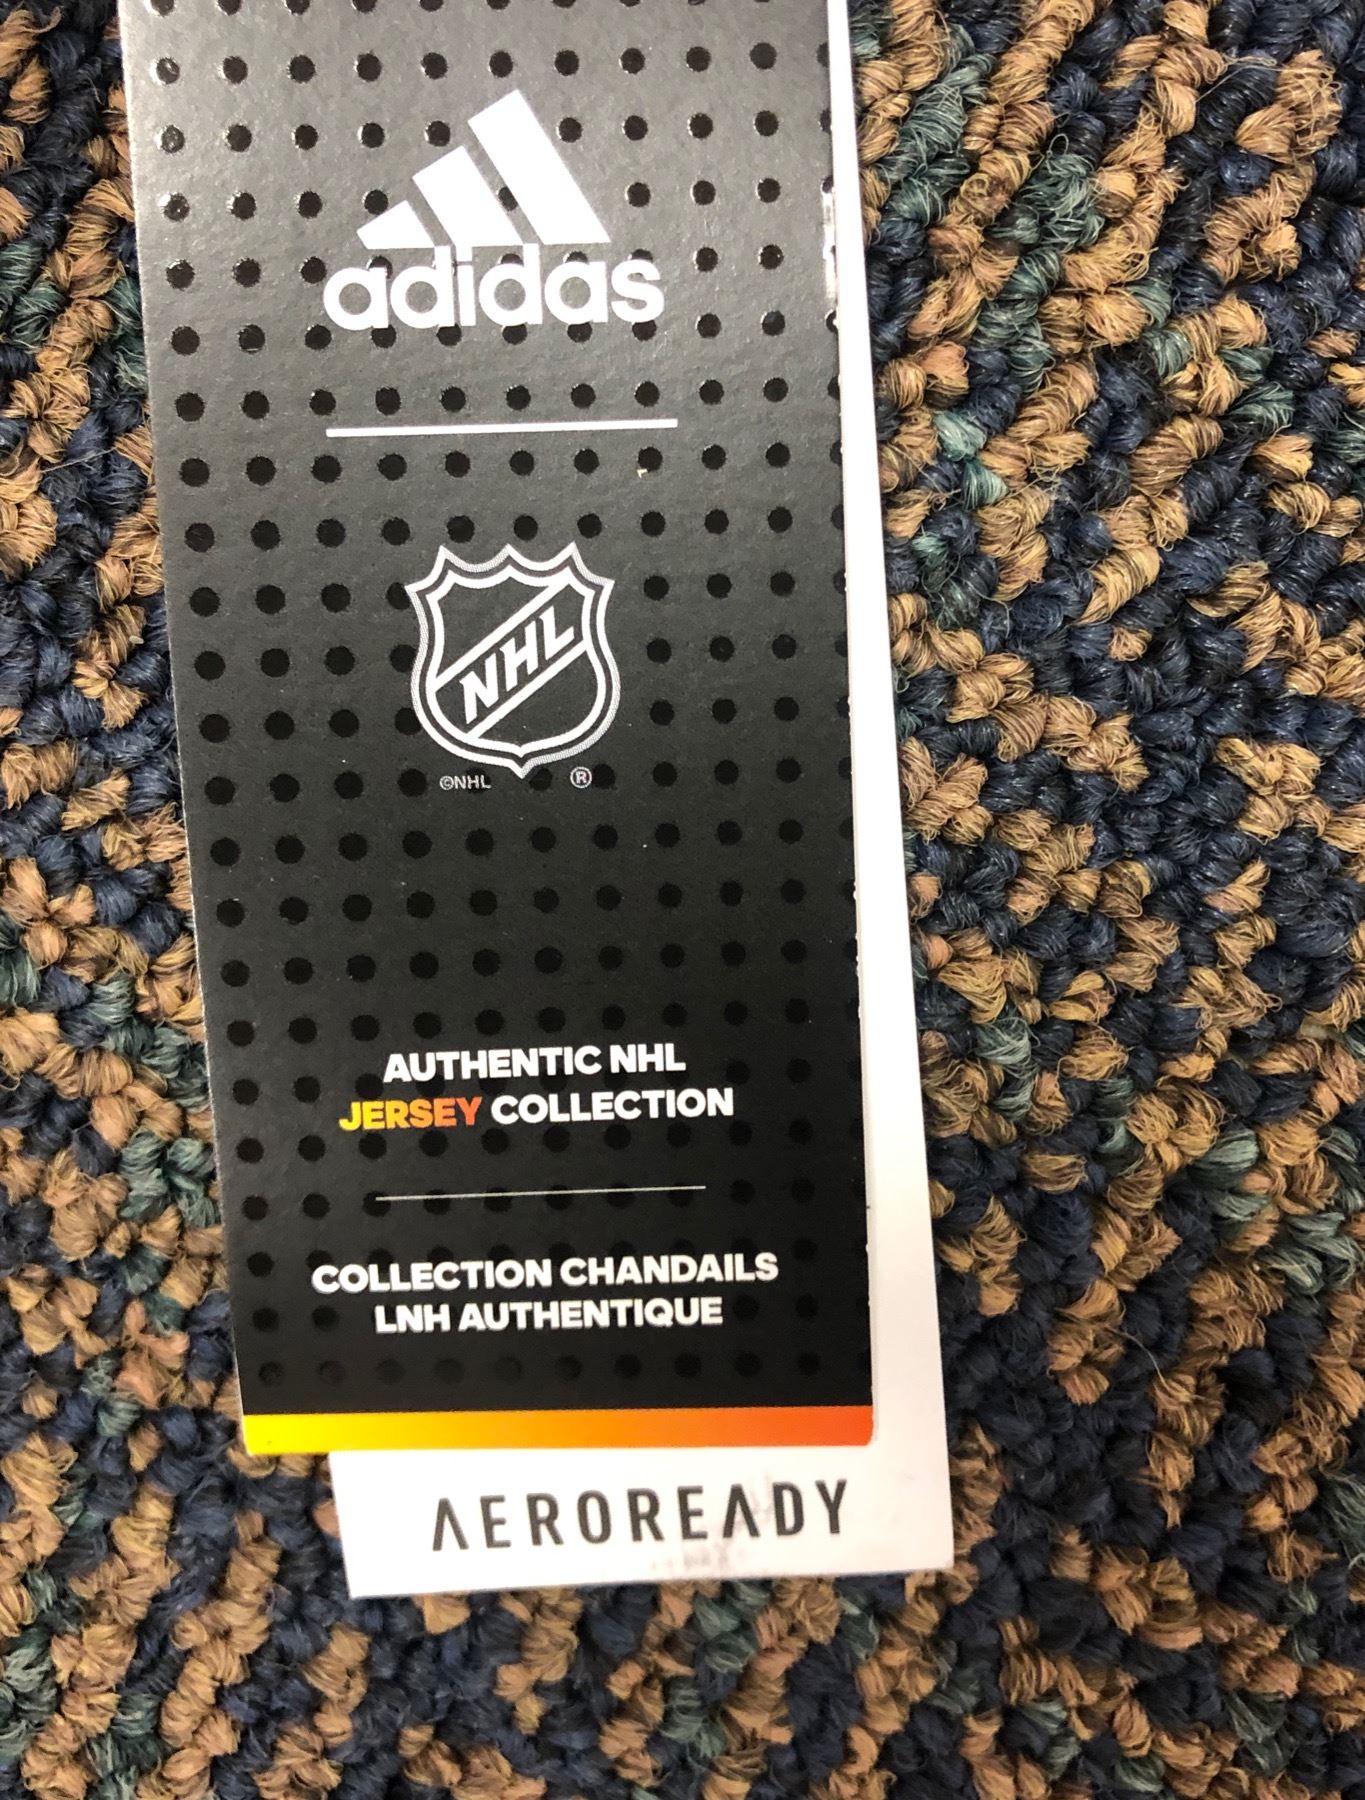 adidas
NHL
©NHL ®
AUTHENTIC NHL
JERSEY COLLECTION
COLLECTION CHANDAILS
LNH AUTHENTIQUE
AEROREADY